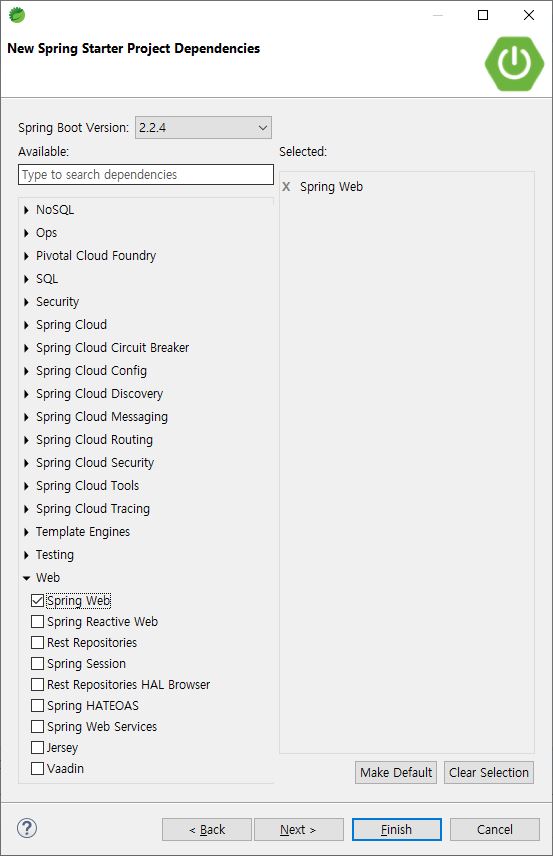 New Spring Starter Project Dependencies
Spring Boot Version: 2.2.4
Available:
Selected:
Type to search dependencies
X Spring Web
NoSQL
Ops
Pivotal Cloud Foundry
SQL
Security
Spring Cloud
Spring Cloud Circuit Breaker
Spring Cloud Config
Spring Cloud Discovery
Spring Cloud Messaging
Spring Cloud Routing
Spring Cloud Security
Spring Cloud Tools
Spring Cloud Tracing
Template Engines
Testing
Web
Spring Web
Spring Reactive Web
Rest Repositories
Spring Session
Rest Repositories HAL Browser
Spring HATEOAS
Spring Web Services
Jersey
Vaadin
Make Default Clear Selection
? < Back Next > Finish Cancel